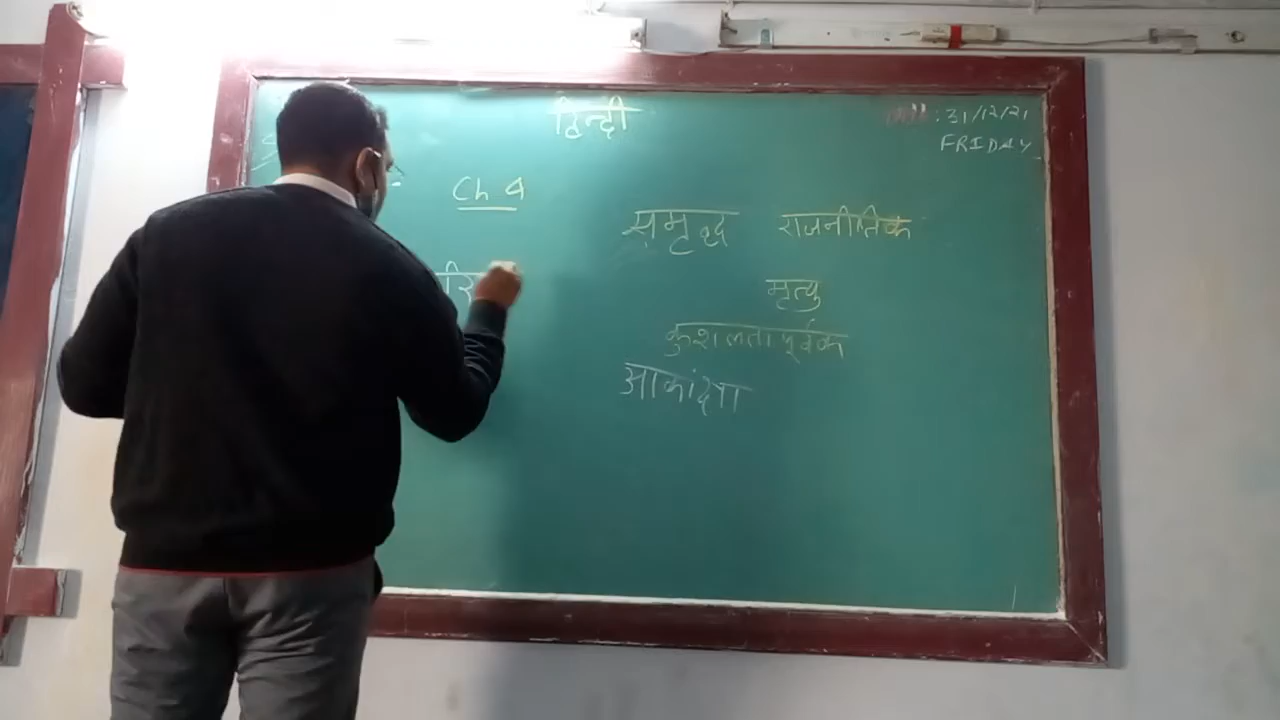 हिन्दी
: 31/12/21
FRIDAY
Ch 4
समृद्ध राजनीतिक
मृत्यु
कुशलतापूर्वक
आकांक्षा